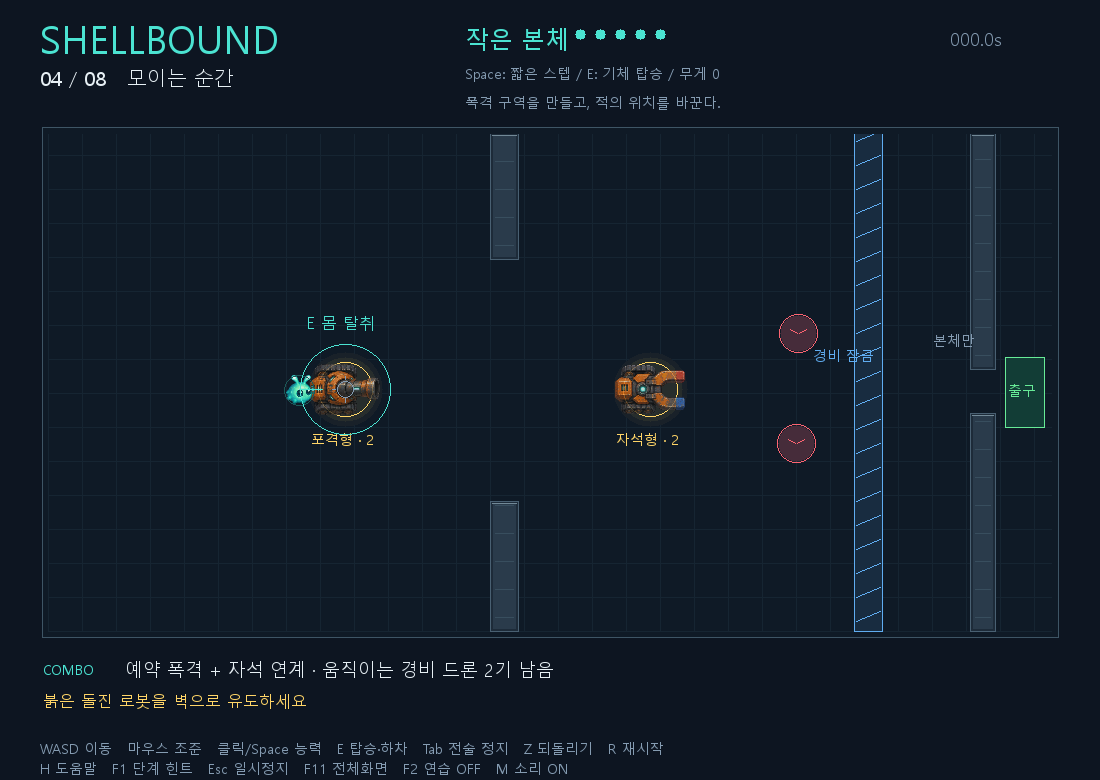 SHELLBOUND
04 / 08 모이는 순간
작은 본체
Space: 짧은 스텝 / E: 기체 탑승 / 무게 0
폭격 구역을 만들고, 적의 위치를 바꾼다.
000.0s
E 몸 탈취
포격형 · 2
자석형 · 2
경비 잠금
본체만
출구
COMBO 예약 폭격 + 자석 연계 · 움직이는 경비 드론 2기 남음
붉은 돌진 로봇을 벽으로 유도하세요
WASD 이동 마우스 조준 클릭/Space 능력 E 탑승·하차 Tab 전술 정지 Z 되돌리기 R 재시작
H 도움말 F1 단계 힌트 Esc 일시정지 F11 전체화면 F2 연습 OFF M 소리 ON